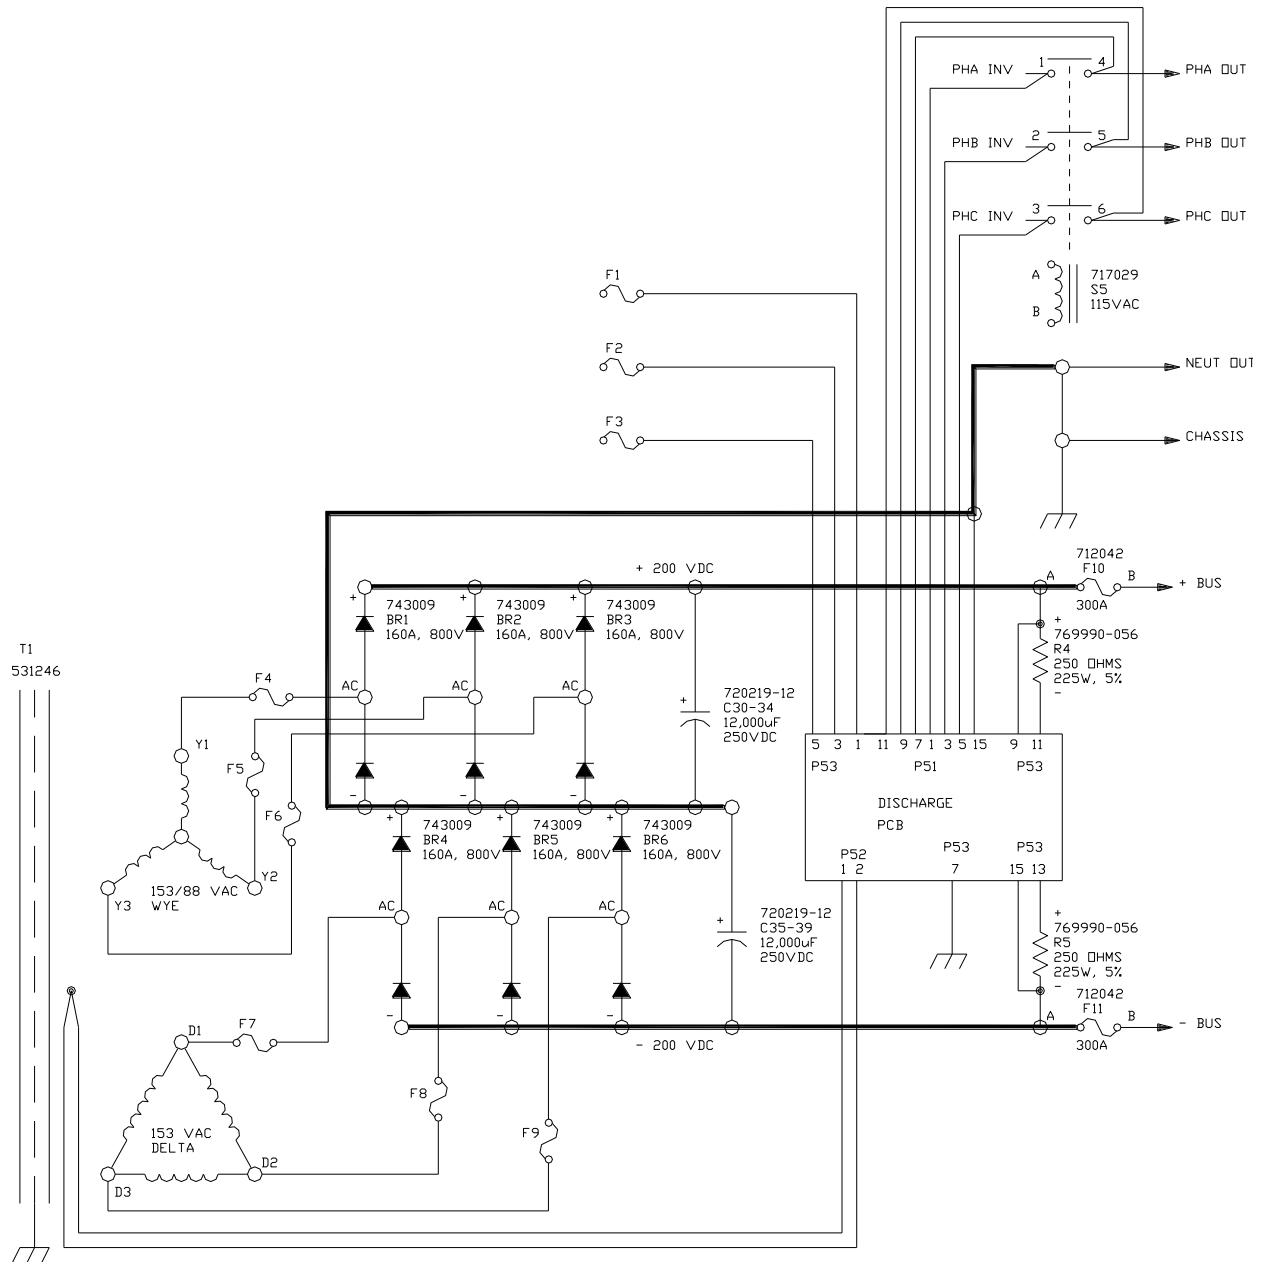 PHA INV 1 4 PHA OUT
PHB INV 2 5 PHB OUT
PHC INV 3 6 PHC OUT
A
B
717029
S5
115VAC
F1
F2
F3
NEUT OUT
CHASSIS
+ 200 VDC
712042
F10
A B + BUS
300A
+
743009
BR1
160A, 800V
+
743009
BR2
160A, 800V
+
743009
BR3
160A, 800V
+
769990-056
R4
250 OHMS
225W, 5%
-
T1
531246
F4
AC
AC
AC
+
720219-12
C30-34
12,000uF
250VDC
Y1
F5
F6
-
-
-
5 3 1 11 9 7 1 3 5 15 9 11
P53 P51 P53
DISCHARGE
PCB
P52 P53 P53
1 2 7 15 13
+
743009
BR4
160A, 800V
+
743009
BR5
160A, 800V
+
743009
BR6
160A, 800V
Y2
Y3
153/88 VAC
WYE
AC
AC
AC
+
720219-12
C35-39
12,000uF
250VDC
+
769990-056
R5
250 OHMS
225W, 5%
-
-
-
-
712042
F11
A B - BUS
300A
- 200 VDC
D1
F7
F8
F9
153 VAC
DELTA
D2
D3